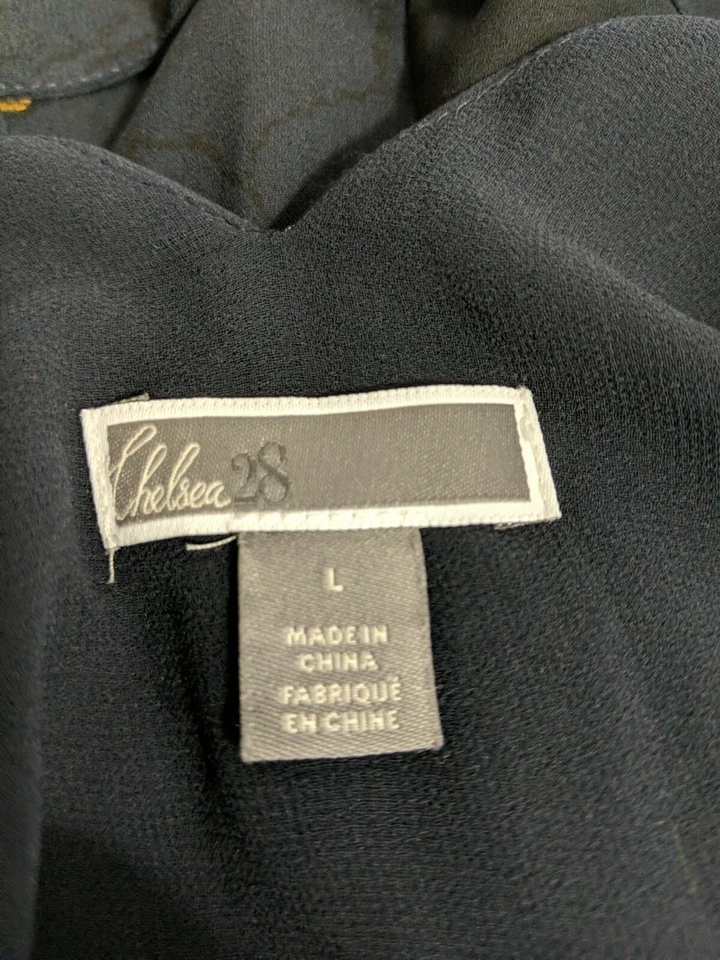 Chelsea28
L
MADE IN
CHINA
FABRIQUÉ
EN CHINE